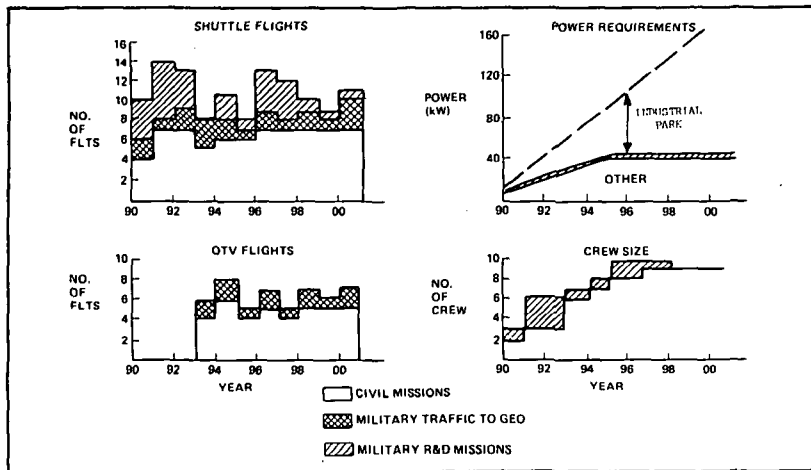 SHUTTLE FLIGHTS
16
14
12
10
8
6
4
2
NO.
OF
FLTS
90 92 94 96 98 00
POWER REQUIREMENTS
160
120
80
40
POWER
(kW)
INDUSTRIAL
PARK
OTHER
90 92 94 96 98 00
OTV FLIGHTS
10
8
6
4
2
NO.
OF
FLTS
90 92 94 96 98 00
YEAR
CREW SIZE
10
8
6
4
2
NO.
OF
CREW
90 92 94 96 98 00
YEAR
CIVIL MISSIONS
MILITARY TRAFFIC TO GEO
MILITARY R&D MISSIONS